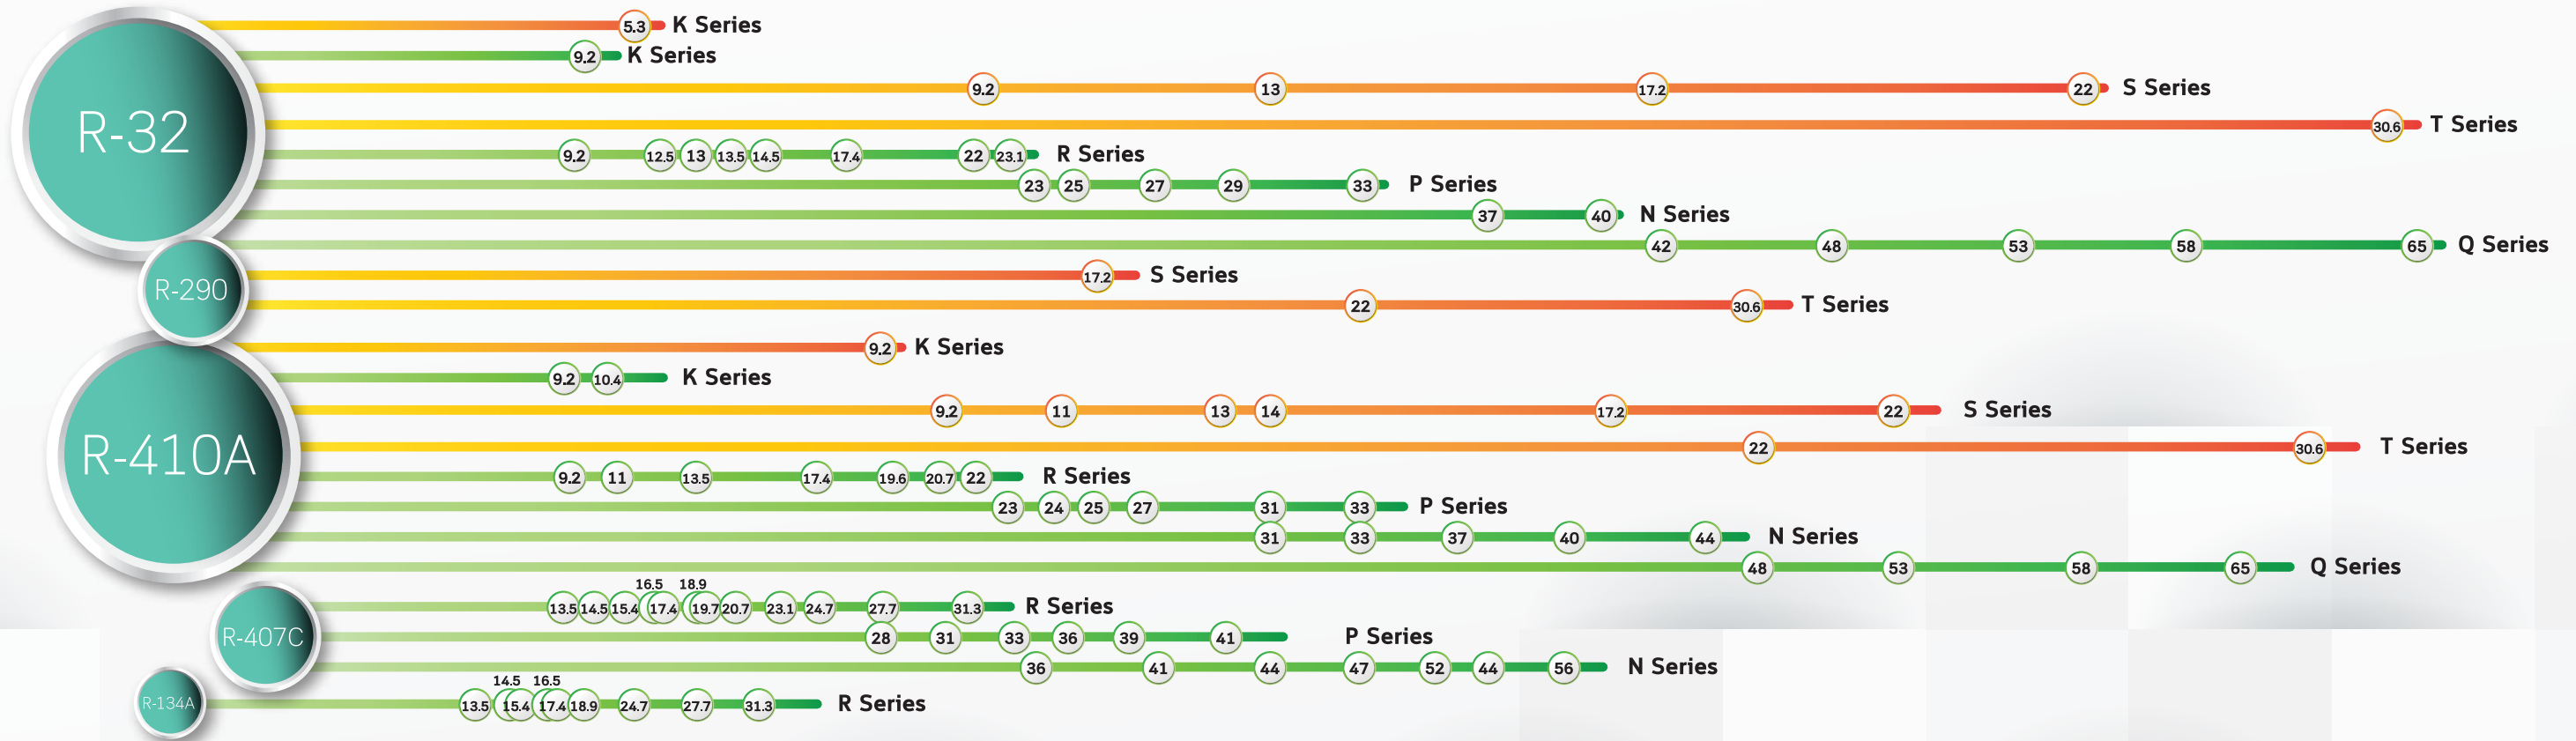 5.3 K Series
9.2 K Series
R-32
9.2 13 17.2 22 S Series
30.6 T Series
9.2 12.5 13 13.5 14.5 17.4 22 23.1 R Series
23 25 27 29 33 P Series
37 40 N Series
42 48 53 58 65 Q Series
R-290
17.2 S Series
22 30.6 T Series
9.2 K Series
9.2 10.4 K Series
R-410A
9.2 11 13 14 17.2 22 S Series
22 30.6 T Series
9.2 11 13.5 17.4 19.6 20.7 22 R Series
23 24 25 27 31 33 P Series
31 33 37 40 44 N Series
48 53 58 65 Q Series
16.5 18.9
13.5 14.5 15.4 17.4 19.7 20.7 23.1 24.7 27.7 31.3 R Series
R-407C
28 31 33 36 39 41 P Series
36 41 44 47 52 44 56 N Series
14.5 16.5
R-134A
13.5 15.4 17.4 18.9 24.7 27.7 31.3 R Series